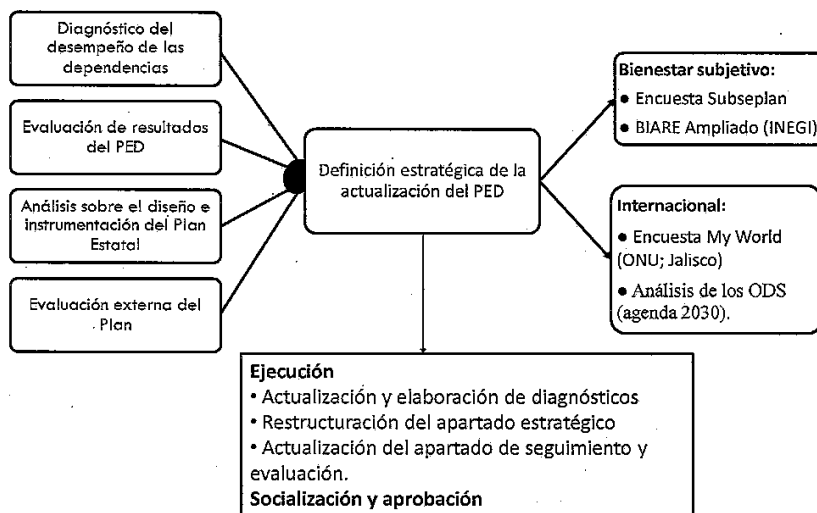 Diagnóstico del
desempeño de las
dependencias
Evaluación de resultados
del PED
Análisis sobre el diseño e
instrumentación del Plan
Estatal
Evaluación externa del
Plan
Definición estratégica de la
actualización del PED
Bienestar subjetivo:
● Encuesta Subseplan
● BIARE Ampliado (INEGI)
Internacional:
● Encuesta My World
(ONU; Jalisco)
● Análisis de los ODS
(agenda 2030).
Ejecución
• Actualización y elaboración de diagnósticos
• Restructuración del apartado estratégico
• Actualización del apartado de seguimiento y
evaluación.
Socialización y aprobación